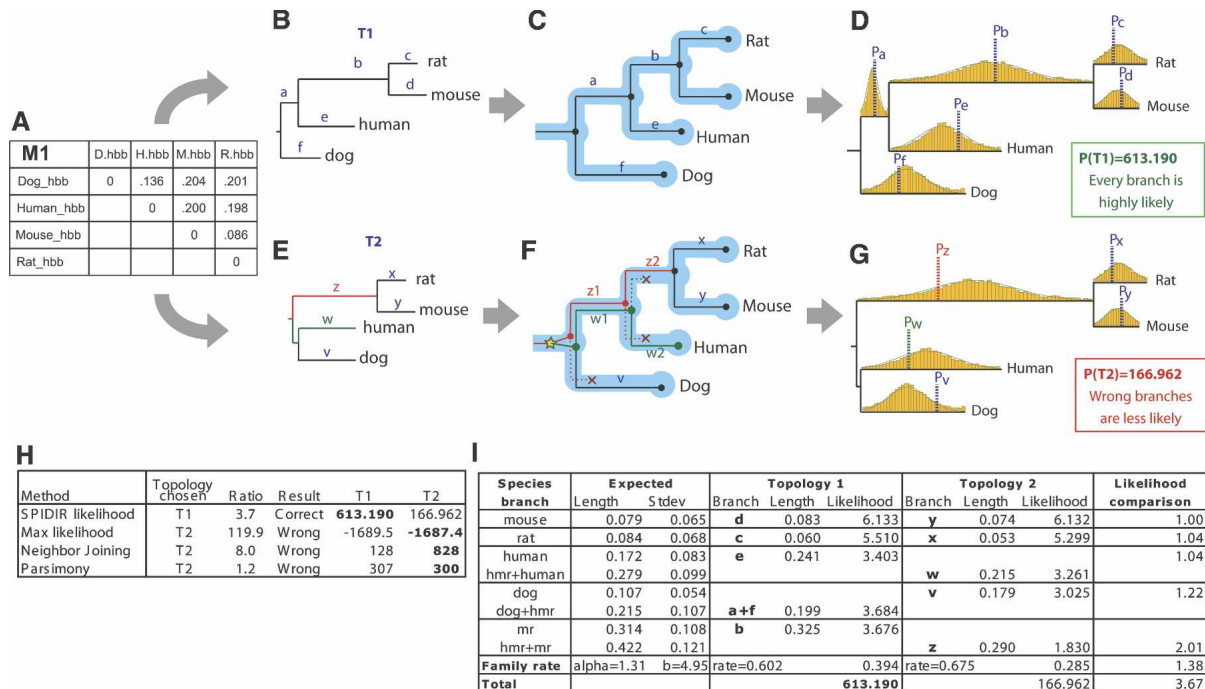 A
M1 D.hbb H.hbb M.hbb R.hbb
Dog_hbb 0 .136 .204 .201
Human_hbb 0 .200 .198
Mouse_hbb 0 .086
Rat_hbb 0
B
T1
a
b
c
d
e
f
rat
mouse
human
dog
C
a
b
c
e
f
Rat
Mouse
Human
Dog
D
Pa
Pb
Pc
Pd
Pe
Pf
Rat
Mouse
Human
Dog
P(T1)=613.190
Every branch is
highly likely
E
T2
z
x
y
w
v
rat
mouse
human
dog
F
x
z2
z1
y
w1
w2
v
Rat
Mouse
Human
Dog
G
Pz
Px
Py
Pw
Pv
Rat
Mouse
Human
Dog
P(T2)=166.962
Wrong branches
are less likely
H
Method Topology chosen Ratio Result T1 T2
SPIDIR likelihood T1 3.7 Correct 613.190 166.962
Max likelihood T2 119.9 Wrong -1689.5 -1687.4
Neighbor Joining T2 8.0 Wrong 128 828
Parsimony T2 1.2 Wrong 307 300
I
Species Expected Topology 1 Topology 2 Likelihood
branch Length Stdev Branch Length Likelihood Branch Length Likelihood comparison
mouse 0.079 0.065 d 0.083 6.133 y 0.074 6.132 1.00
rat 0.084 0.068 c 0.060 5.510 x 0.053 5.299 1.04
human 0.172 0.083 e 0.241 3.403 1.04
hmr+human 0.279 0.099 w 0.215 3.261
dog 0.107 0.054 v 0.179 3.025 1.22
dog+hmr 0.215 0.107 a+f 0.199 3.684
mr 0.314 0.108 b 0.325 3.676
hmr+mr 0.422 0.121 z 0.290 1.830 2.01
Family rate alpha=1.31 b=4.95 rate=0.602 0.394 rate=0.675 0.285 1.38
Total 613.190 166.962 3.67